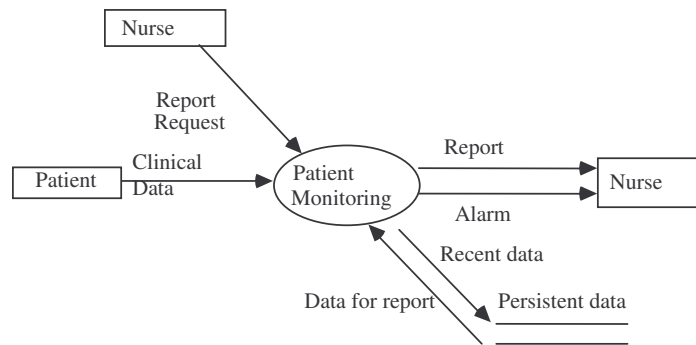 Nurse
Report
Request
Clinical
Data
Patient
Patient
Monitoring
Report
Nurse
Alarm
Recent data
Data for report
Persistent data